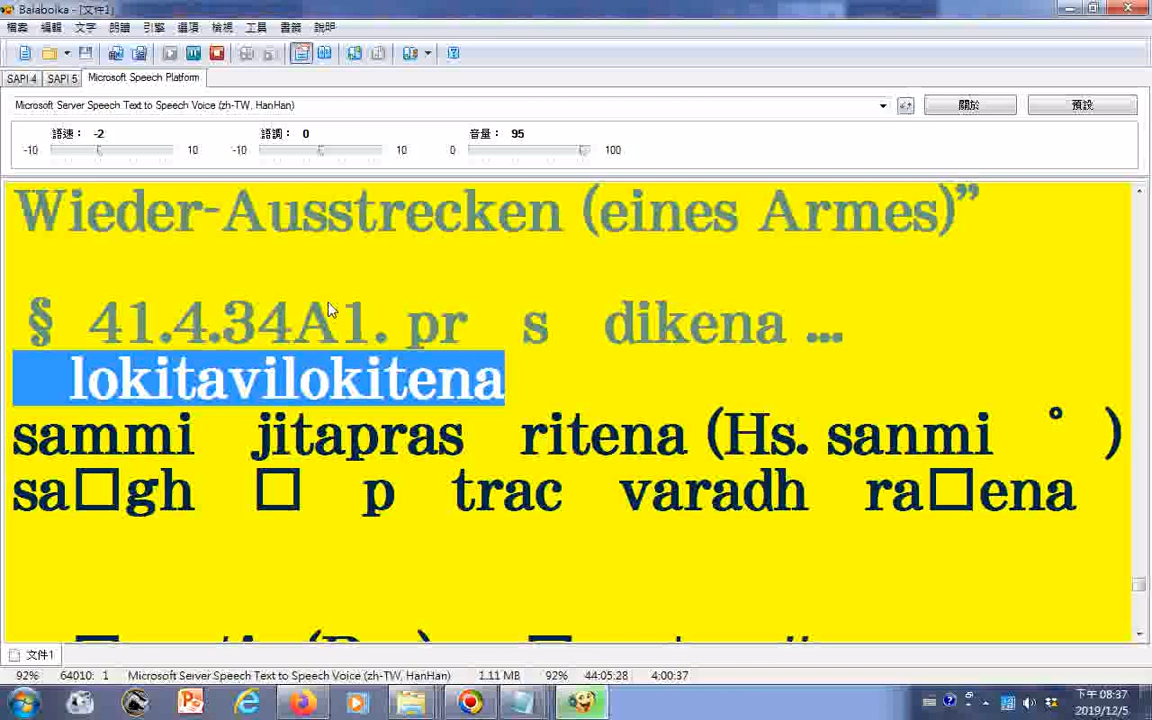 Balabolka - [文件1]
檔案 編輯 文字 朗讀 引擎 選項 檢視 工具 書籤 說明
SAPI 4 SAPI 5 Microsoft Speech Platform
Microsoft Server Speech Text to Speech Voice (zh-TW, HanHan) 關於 預設
語速: -2 語調: 0 音量: 95
-10 10 -10 10 0 100
Wieder-Ausstrecken (eines Armes)”
§ 41.4.34A1. pr s dikena ...
lokitavilokitena
sammi jitapras ritena (Hs. sanmi ° )
sa□gh □ p trac varadh ra□ena
文件1
92% 64010: 1 Microsoft Server Speech Text to Speech Voice (zh-TW, HanHan) 1.11 MB 92% 44:05:28 4:00:37
下午 08:37
2019/12/5